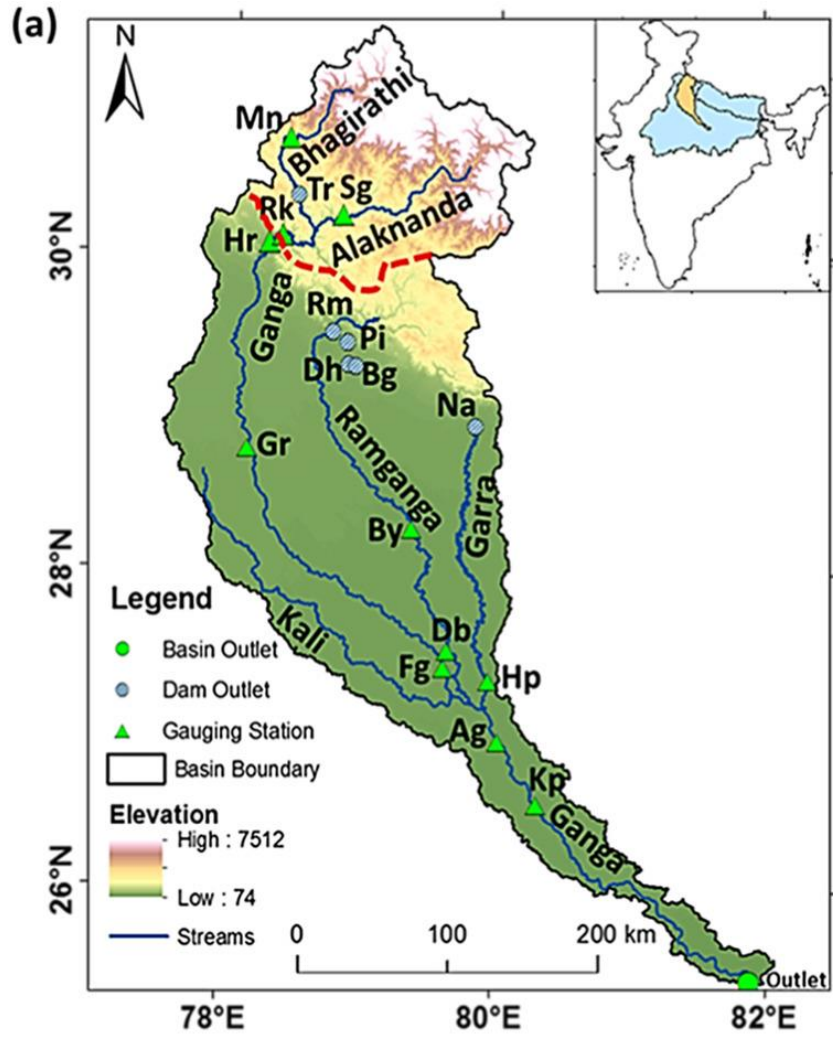 (a)
N
Mn
Bhagirathi
Tr Sg
Rk
Hr
Alaknanda
30°N
Ganga
Rm
Pi
Dh
Bg
Na
Gr
Ramganga
Garra
By
28°N
Legend
Kali
Db
Basin Outlet
Fg
Hp
Dam Outlet
Gauging Station
Ag
Basin Boundary
Kp
Elevation
Ganga
High : 7512
26°N
Low : 74
Streams
0 100 200 km
Outlet
78°E 80°E 82°E